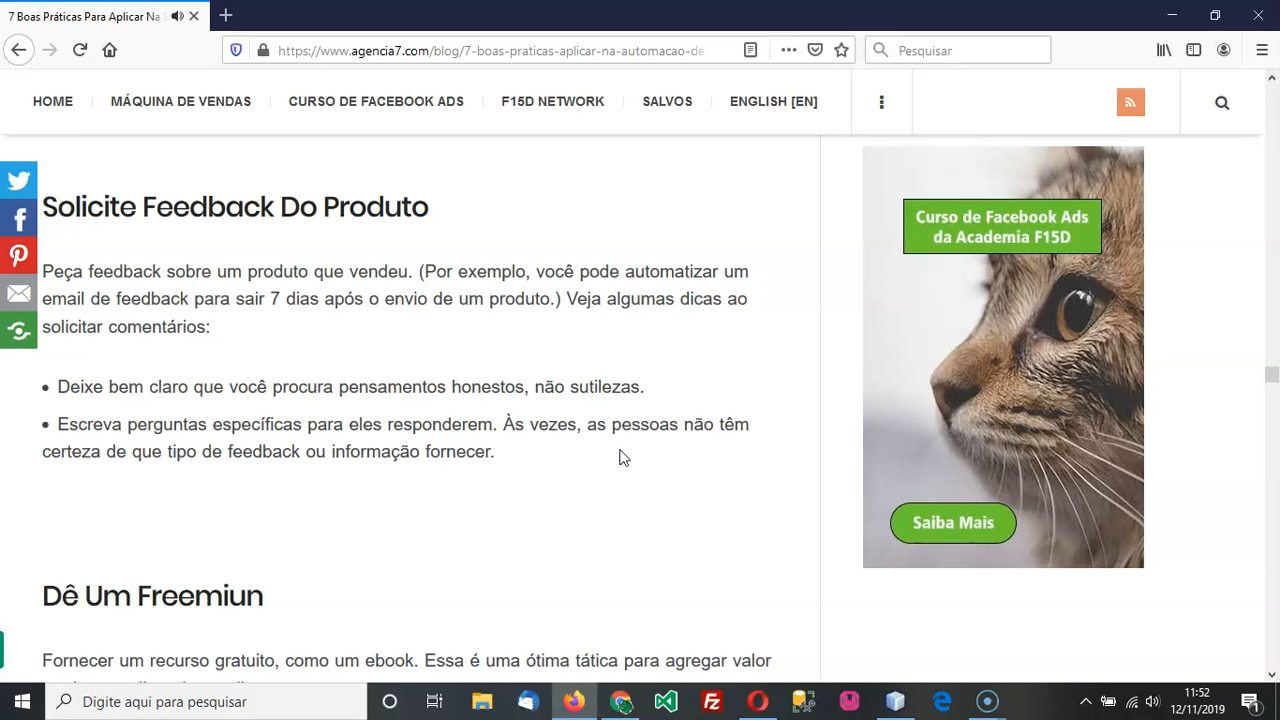 7 Boas Práticas Para Aplicar Na
https://www.agencia7.com/blog/7-boas-praticas-aplicar-na-automacao-de
Pesquisar
HOME
MÁQUINA DE VENDAS
CURSO DE FACEBOOK ADS
F15D NETWORK
SALVOS
ENGLISH [EN]
Solicite Feedback Do Produto
Peça feedback sobre um produto que vendeu. (Por exemplo, você pode automatizar um
email de feedback para sair 7 dias após o envio de um produto.) Veja algumas dicas ao
solicitar comentários:
• Deixe bem claro que você procura pensamentos honestos, não sutilezas.
• Escreva perguntas específicas para eles responderem. Às vezes, as pessoas não têm
certeza de que tipo de feedback ou informação fornecer.
Dê Um Freemiun
Fornecer um recurso gratuito, como um ebook. Essa é uma ótima tática para agregar valor
Curso de Facebook Ads
da Academia F15D
Saiba Mais
Digite aqui para pesquisar
11:52
12/11/2019